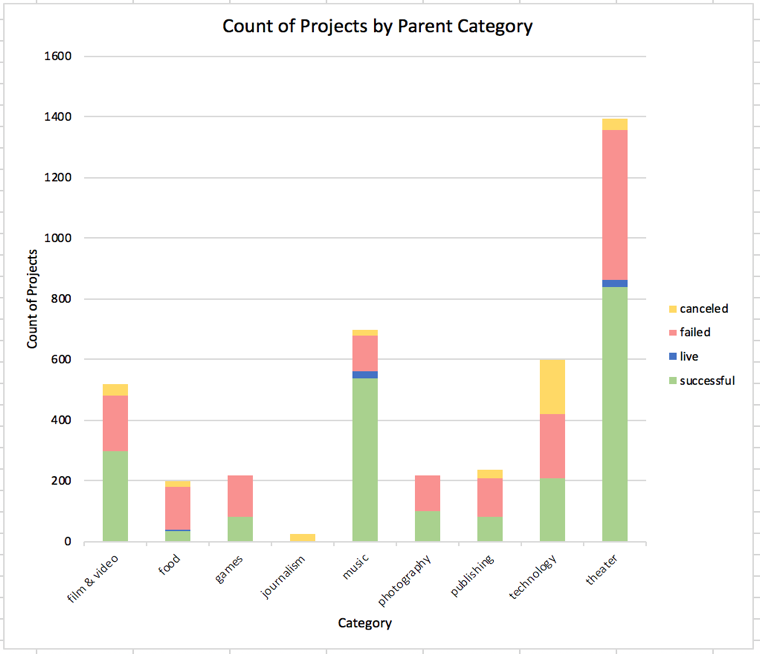 Count of Projects by Parent Category
1600
1400
1200
1000
800
600
400
200
0
Count of Projects
canceled
failed
live
successful
film & video
food
games
journalism
music
photography
publishing
technology
theater
Category